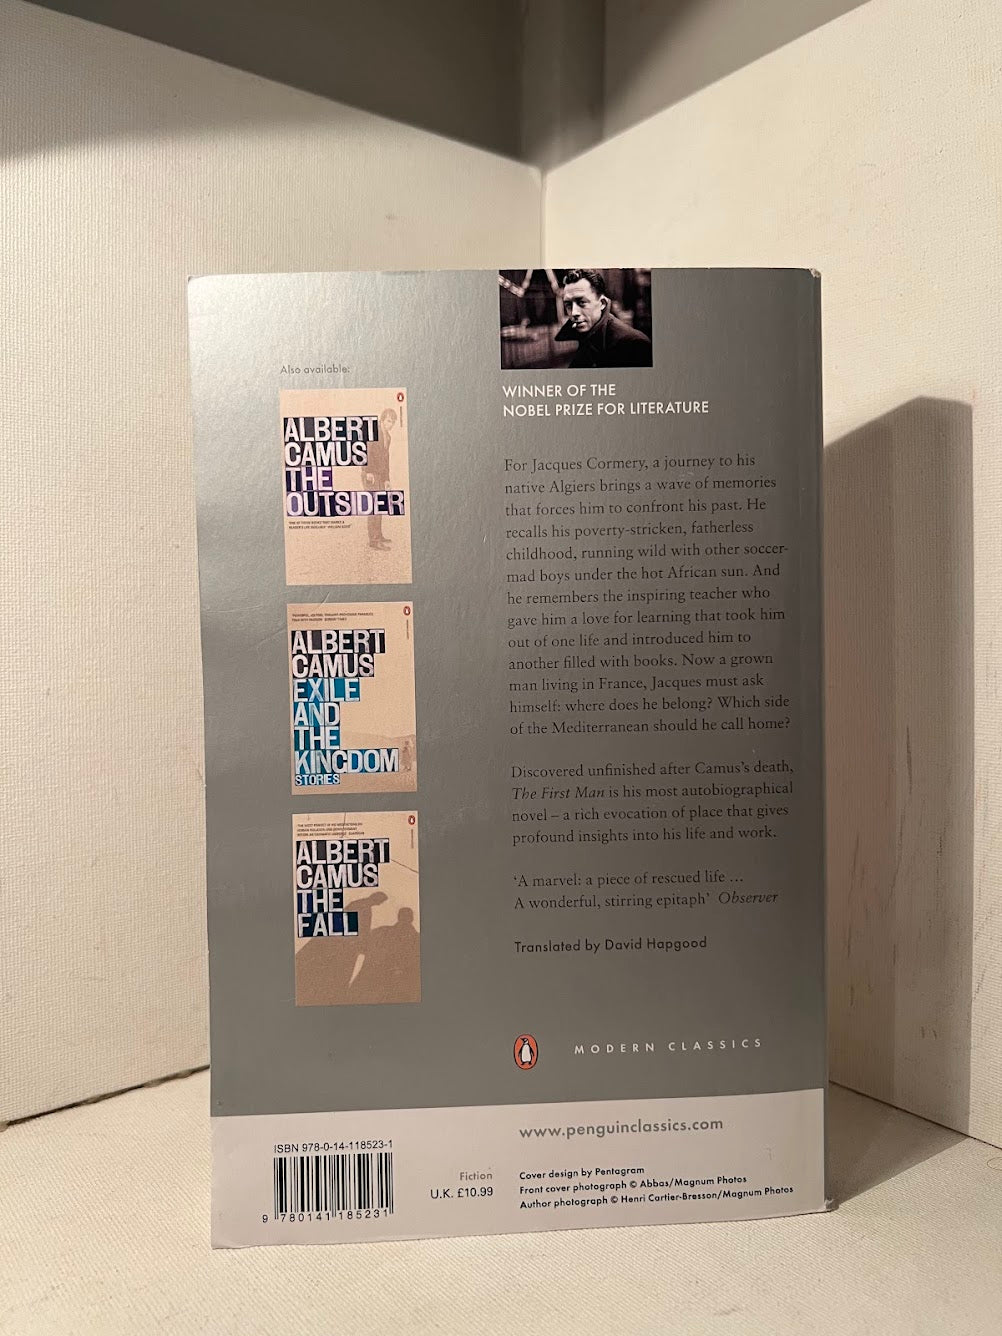 Also available:
ALBERT
CAMUS
THE
OUTSIDER
ALBERT
CAMUS
EXILE
AND
THE
KINGDOM
STORIES
ALBERT
CAMUS
THE
FALL
WINNER OF THE
NOBEL PRIZE FOR LITERATURE
For Jacques Cormery, a journey to his
native Algiers brings a wave of memories
that forces him to confront his past. He
recalls his poverty-stricken, fatherless
childhood, running wild with other soccer-
mad boys under the hot African sun. And
he remembers the inspiring teacher who
gave him a love for learning that took him
out of one life and introduced him to
another filled with books. Now a grown
man living in France, Jacques must ask
himself: where does he belong? Which side
of the Mediterranean should he call home?
Discovered unfinished after Camus's death,
The First Man is his most autobiographical
novel – a rich evocation of place that gives
profound insights into his life and work.
‘A marvel: a piece of rescued life …
A wonderful, stirring epitaph’ Observer
Translated by David Hapgood
MODERN CLASSICS
www.penguinclassics.com
ISBN 978-0-14-118523-1
9 780141 185231
Fiction
U.K. £10.99
Cover design by Pentagram
Front cover photograph © Abbas/Magnum Photos
Author photograph © Henri Cartier-Bresson/Magnum Photos